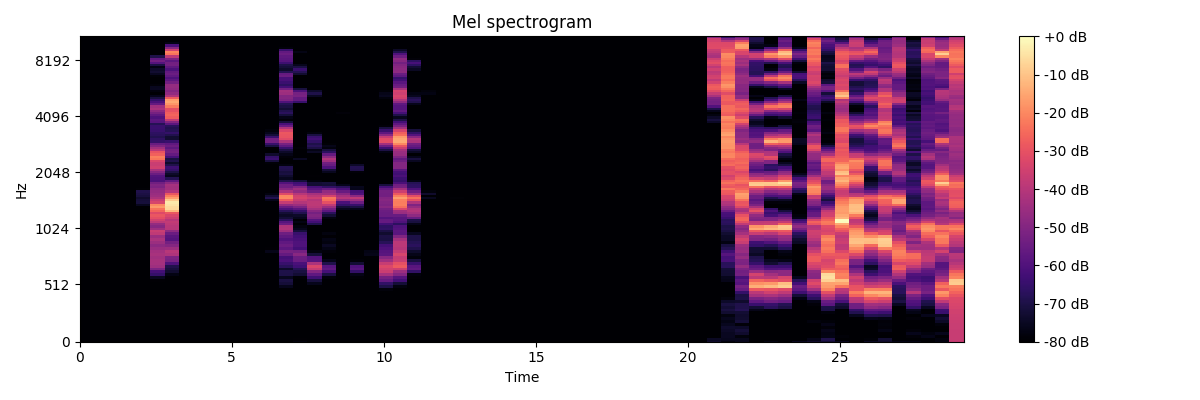 Mel spectrogram
Hz
8192
4096
2048
1024
512
0
0 5 10 15 20 25
Time
+0 dB
-10 dB
-20 dB
-30 dB
-40 dB
-50 dB
-60 dB
-70 dB
-80 dB